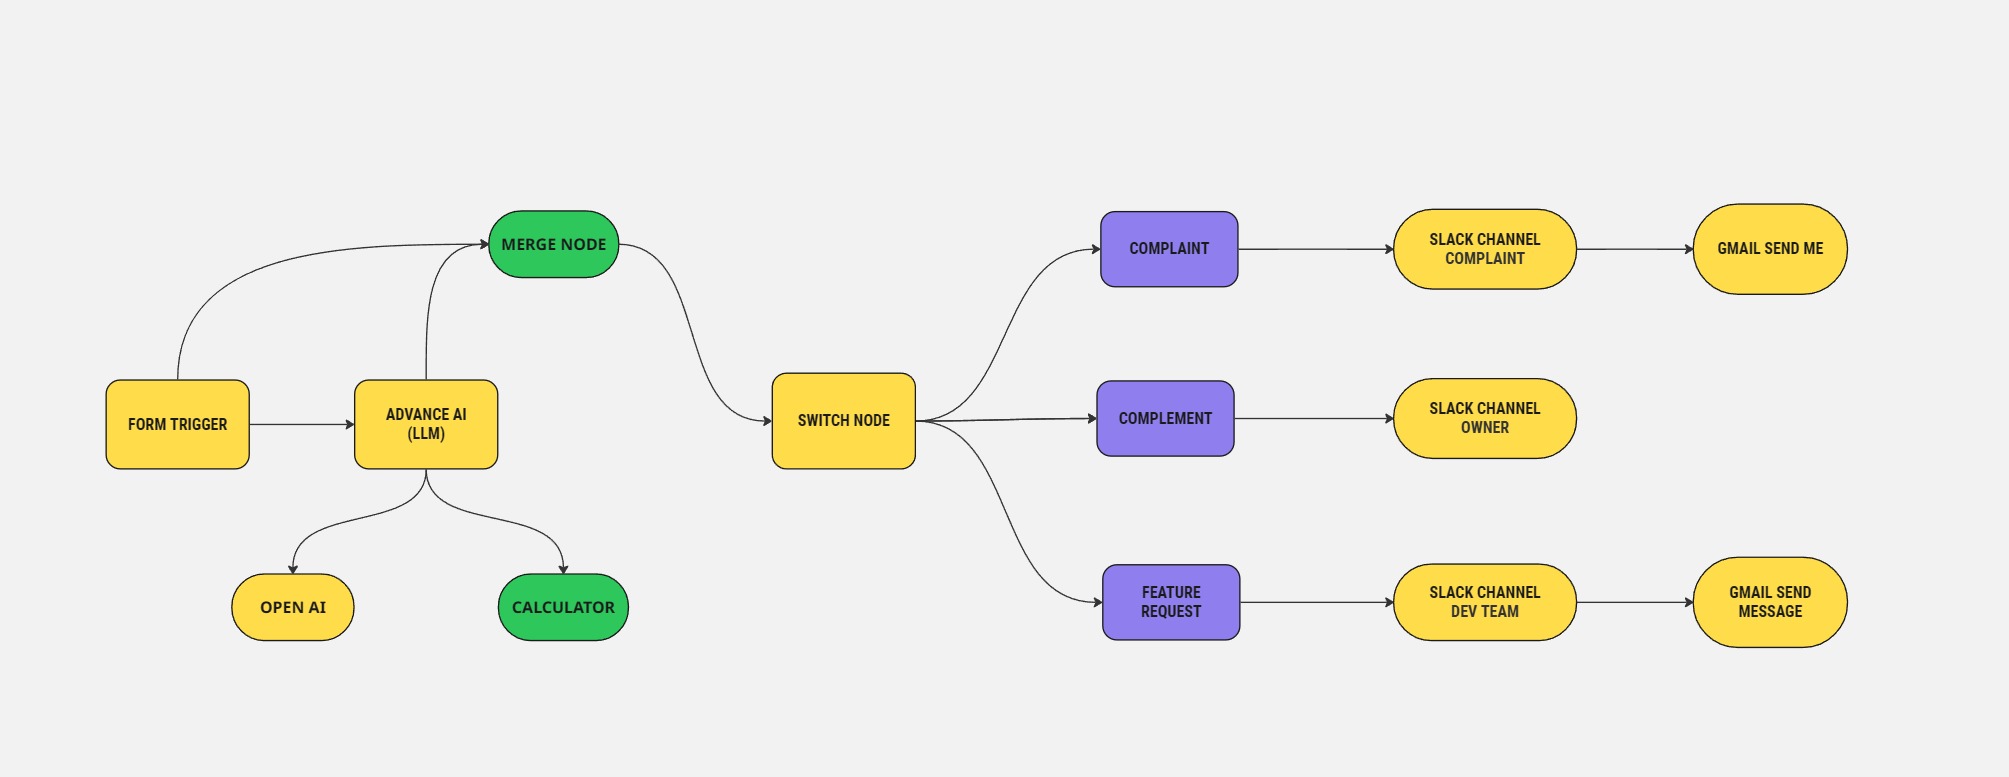 MERGE NODE
FORM TRIGGER
ADVANCE AI
(LLM)
OPEN AI
CALCULATOR
SWITCH NODE
COMPLAINT
SLACK CHANNEL
COMPLAINT
GMAIL SEND ME
COMPLEMENT
SLACK CHANNEL
OWNER
FEATURE
REQUEST
SLACK CHANNEL
DEV TEAM
GMAIL SEND
MESSAGE